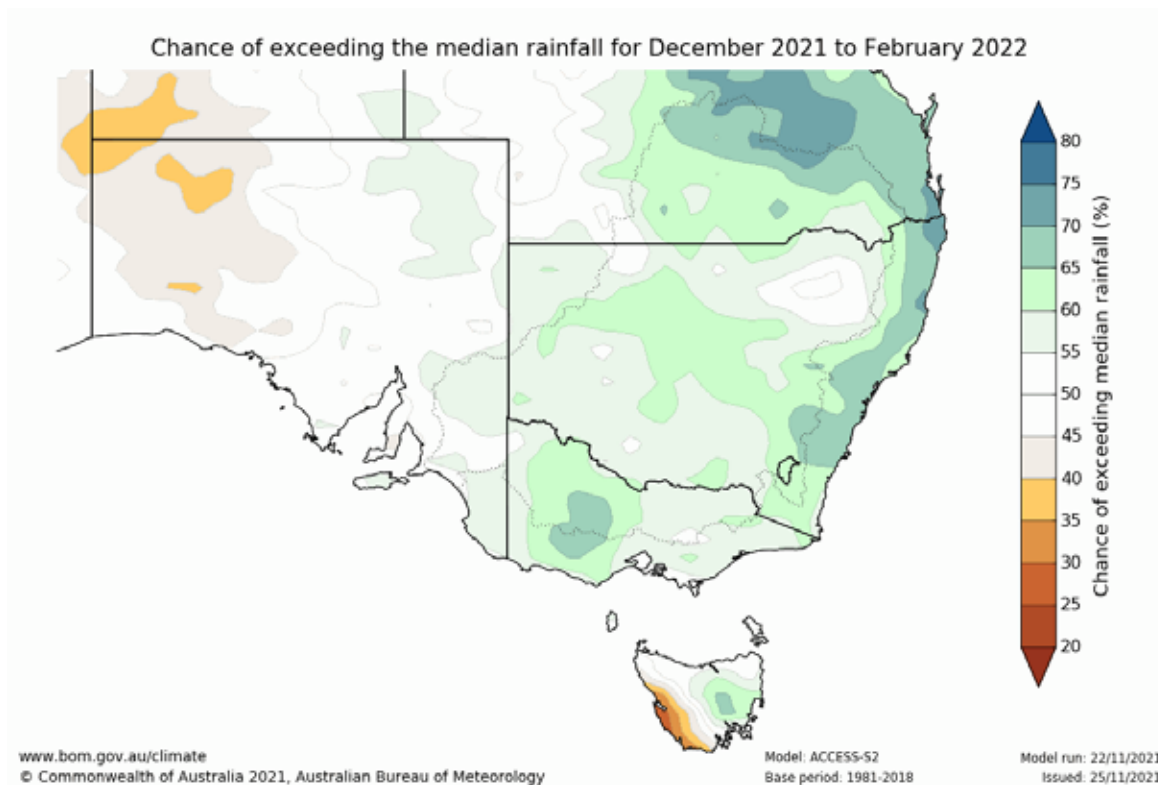 Chance of exceeding the median rainfall for December 2021 to February 2022
80
75
70
65
60
55
50
45
40
35
30
25
20
Chance of exceeding median rainfall (%)
www.bom.gov.au/climate
© Commonwealth of Australia 2021, Australian Bureau of Meteorology
Model: ACCESS-S2
Base period: 1981-2018
Model run: 22/11/2021
Issued: 25/11/2021